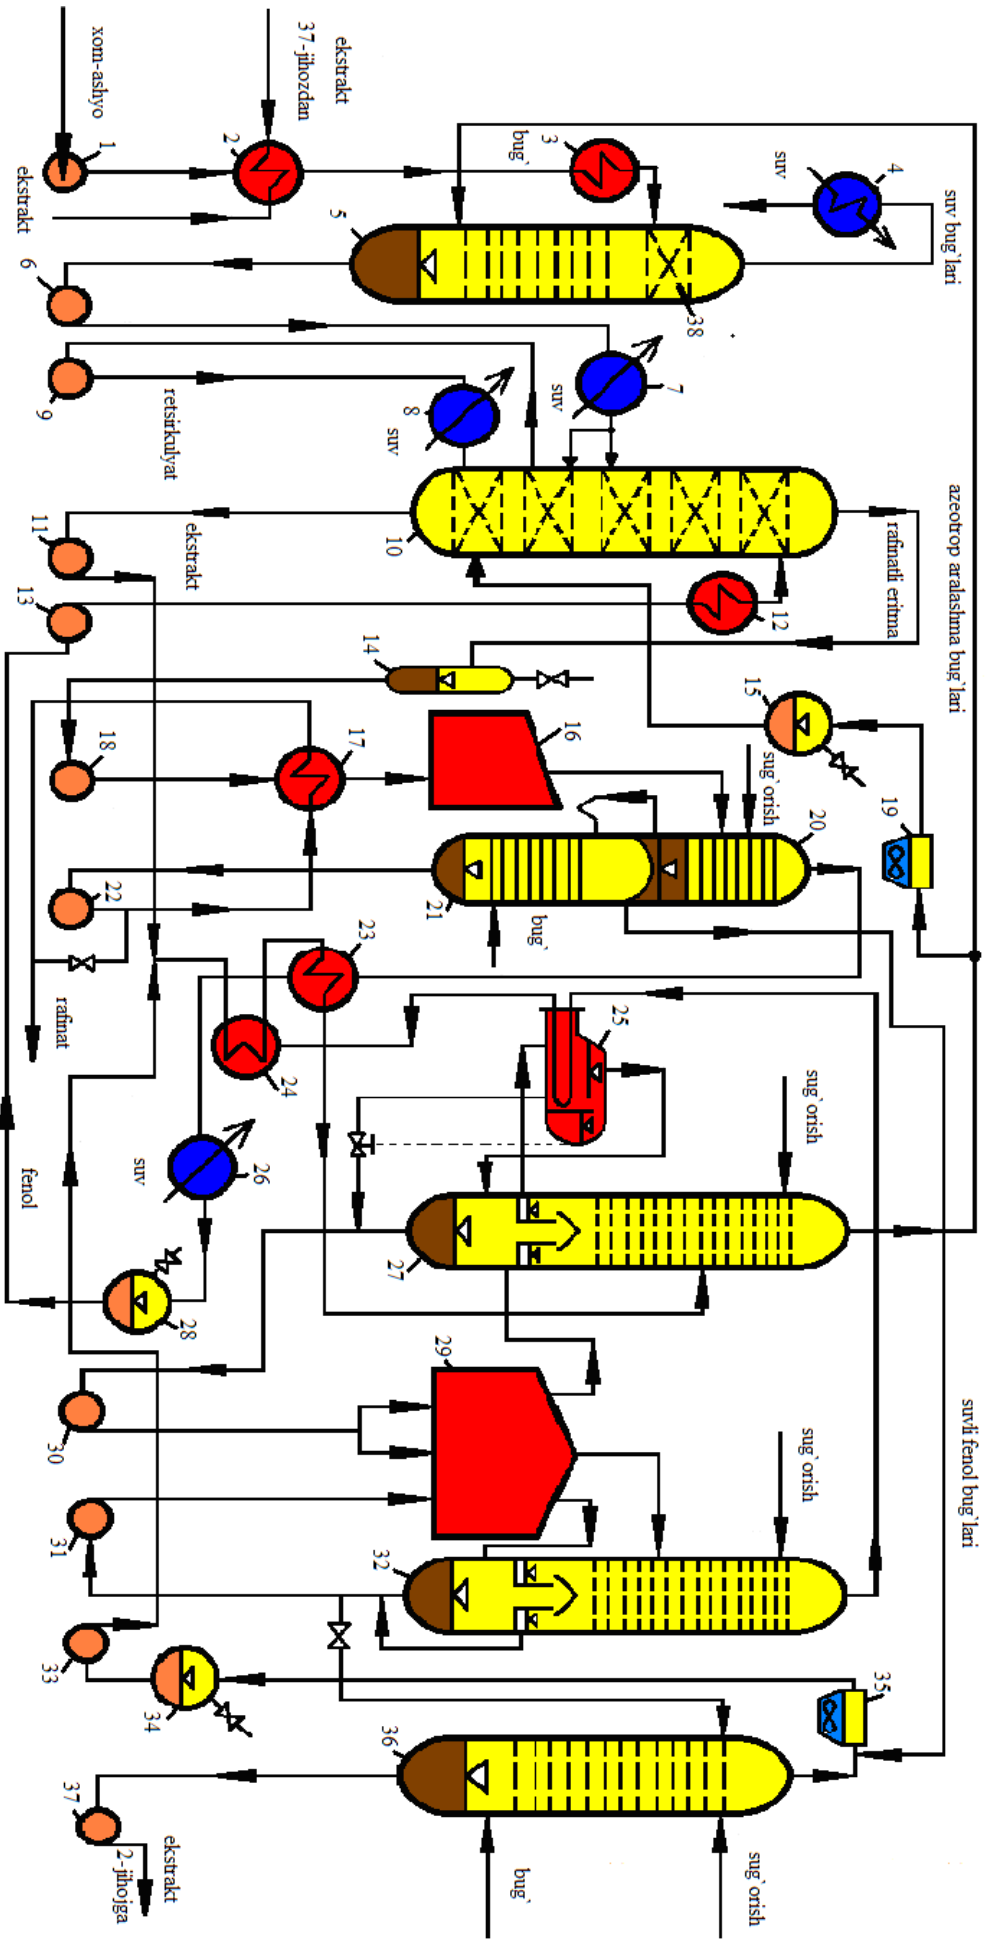 xom-ashyo
1
ekstrakt
ekstrakt
37-jihozdan
2
bug`
3
suv
4
suv bug`lari
5
38
6
suv
7
9
retsirkulyat
8
suv
10
ekstrakt
11
13
12
rafinatli eritma
azeotrop aralashma bug`lari
14
15
16
17
18
sug`orish
19
20
21
22
bug`
23
rafinat
24
25
sug`orish
fenol
suv
26
27
28
29
30
sug`orish
suvli fenol bug`lari
31
32
33
34
35
36
37
ekstrakt
2-jihojga
bug`
sug`orish